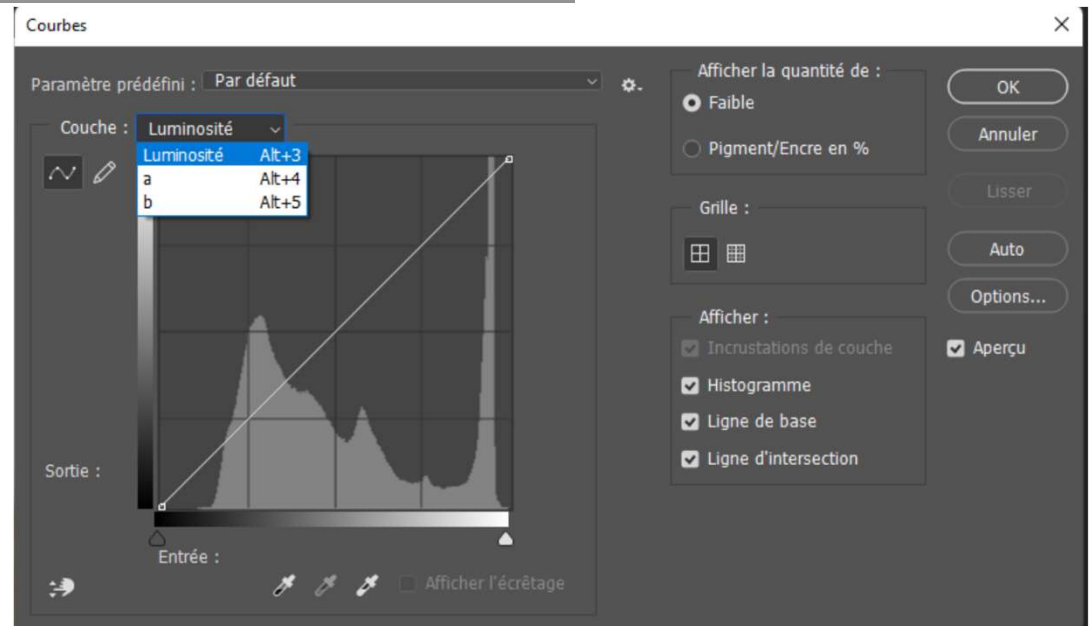 Courbes
Paramètre prédéfini : Par défaut
Couche : Luminosité
Luminosité Alt+3
a Alt+4
b Alt+5
Sortie :
Entrée :
Afficher l'écrêtage
Afficher la quantité de :
Faible
Pigment/Encre en %
Grille :
Afficher :
Incrustations de couche
Histogramme
Ligne de base
Ligne d'intersection
OK
Annuler
Lisser
Auto
Options...
Aperçu